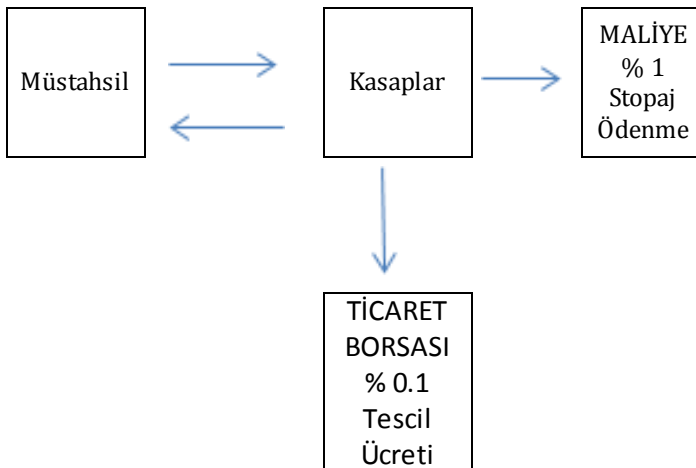 Müstahsil
Kasaplar
MALİYE
% 1
Stopaj
Ödenme
TİCARET
BORSASI
% 0.1
Tescil
Ücreti